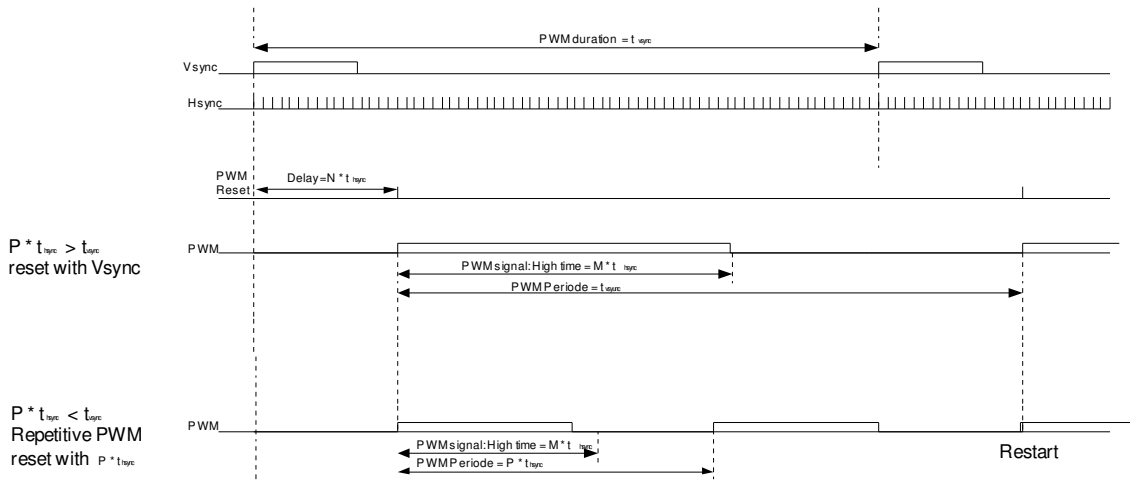 PWM duration = t vsync
Vsync
Hsync
PWM
Reset
Delay=N * t hsync
P * t hsync > t vsync
reset with Vsync
PWM
PWM signal: High time = M * t hsync
PWM Periode = t vsync
P * t hsync < t vsync
Repetitive PWM
reset with P * t hsync
PWM
PWM signal: High time = M * t hsync
PWM Periode = P * t hsync
Restart